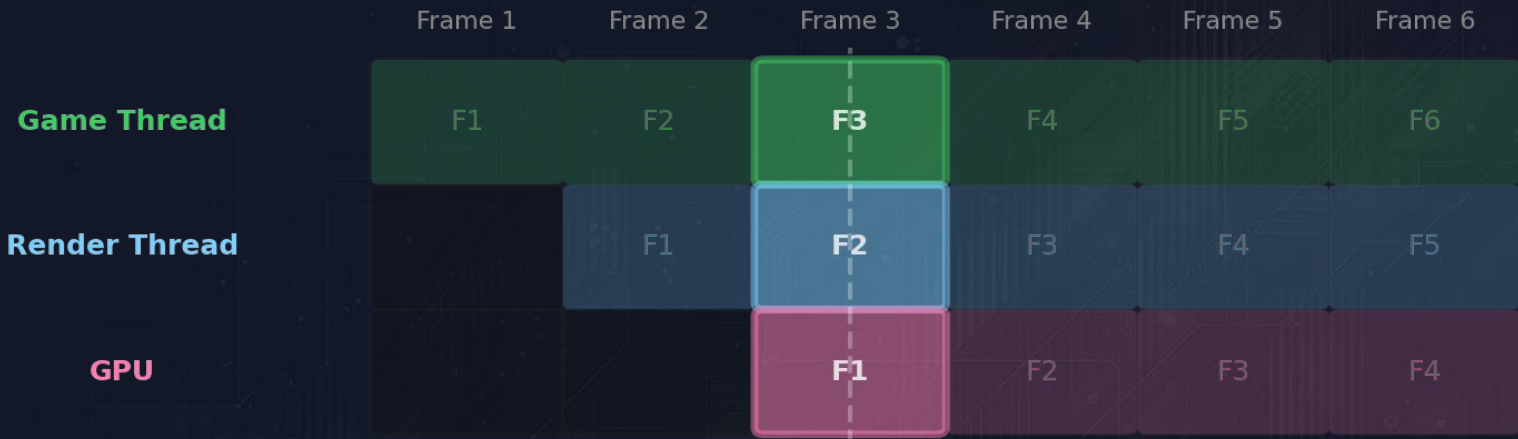 Frame 1 Frame 2 Frame 3 Frame 4 Frame 5 Frame 6
Game Thread F1 F2 F3 F4 F5 F6
Render Thread F1 F2 F3 F4 F5
GPU F1 F2 F3 F4